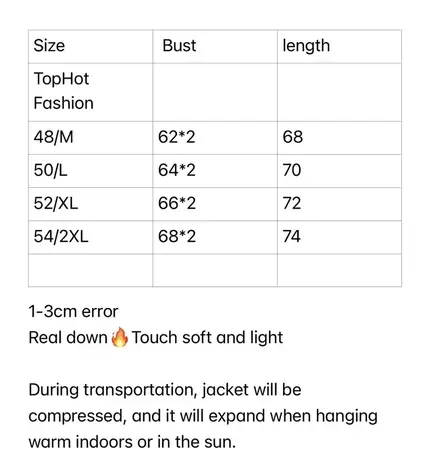 Size Bust length
TopHot
Fashion
48/M 62*2 68
50/L 64*2 70
52/XL 66*2 72
54/2XL 68*2 74
1-3cm error
Real down🔥Touch soft and light
During transportation, jacket will be
compressed, and it will expand when hanging
warm indoors or in the sun.